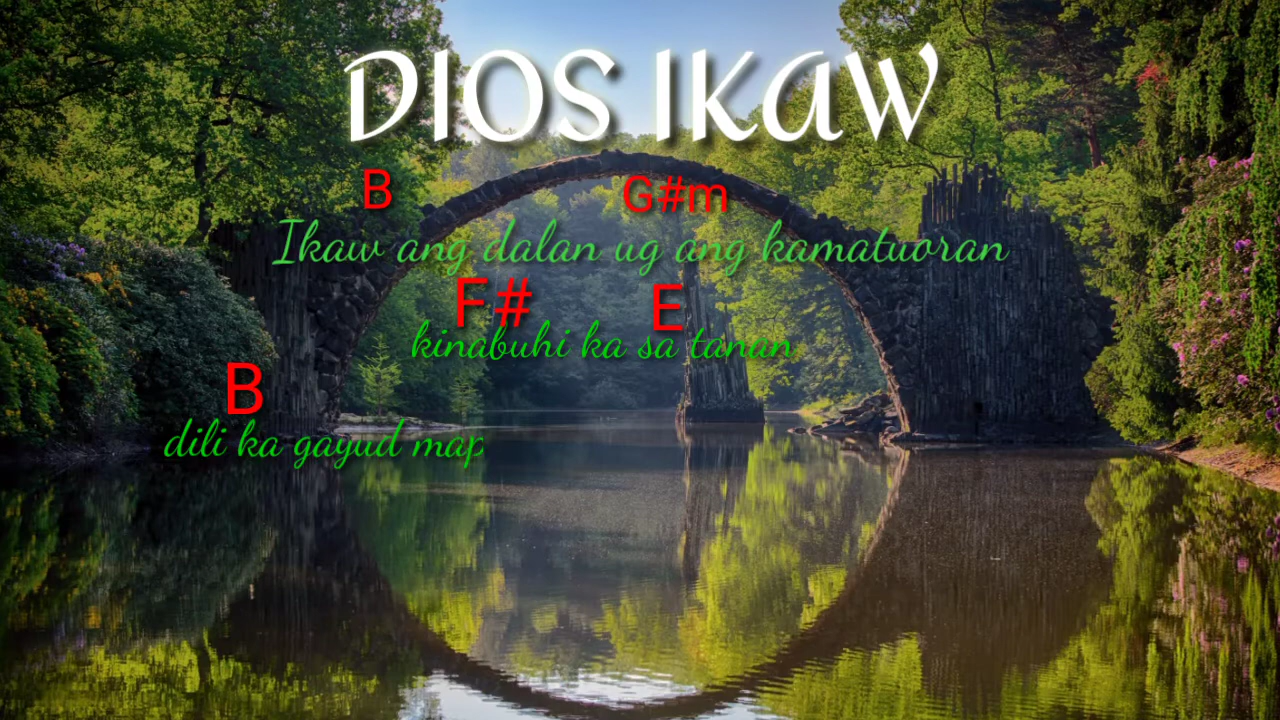 DIOS IKAW
B G#m
Ikaw ang dalan ug ang kamatuoran
F# E
kinabuhi ka sa tanan
B
dili ka gayud map